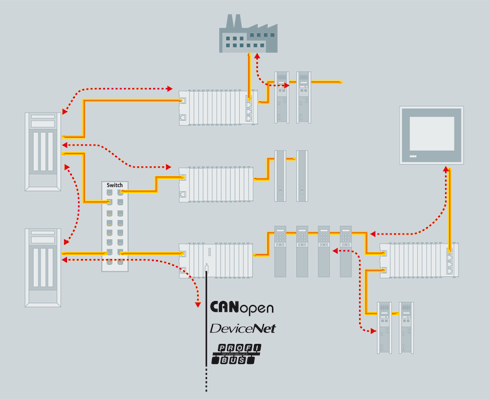 Switch
CANopen
DeviceNet
PROFI
BUS